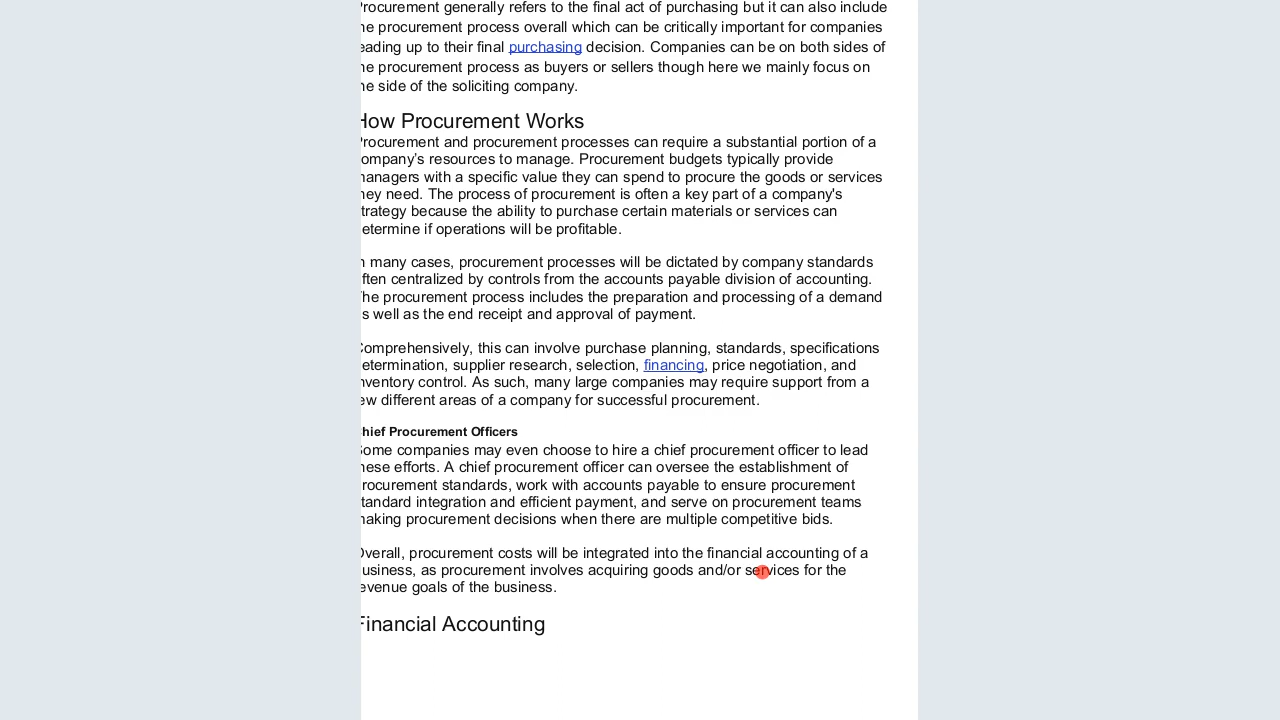 Procurement generally refers to the final act of purchasing but it can also include
he procurement process overall which can be critically important for companies
eading up to their final purchasing decision. Companies can be on both sides of
he procurement process as buyers or sellers though here we mainly focus on
he side of the soliciting company.
How Procurement Works
Procurement and procurement processes can require a substantial portion of a
ompany's resources to manage. Procurement budgets typically provide
nanagers with a specific value they can spend to procure the goods or services
hey need. The process of procurement is often a key part of a company's
trategy because the ability to purchase certain materials or services can
etermine if operations will be profitable.
n many cases, procurement processes will be dictated by company standards
ften centralized by controls from the accounts payable division of accounting.
The procurement process includes the preparation and processing of a demand
s well as the end receipt and approval of payment.
Comprehensively, this can involve purchase planning, standards, specifications
etermination, supplier research, selection, financing, price negotiation, and
nventory control. As such, many large companies may require support from a
ew different areas of a company for successful procurement.
Chief Procurement Officers
Some companies may even choose to hire a chief procurement officer to lead
hese efforts. A chief procurement officer can oversee the establishment of
rocurement standards, work with accounts payable to ensure procurement
tandard integration and efficient payment, and serve on procurement teams
naking procurement decisions when there are multiple competitive bids.
Overall, procurement costs will be integrated into the financial accounting of a
usiness, as procurement involves acquiring goods and/or services for the
evenue goals of the business.
Financial Accounting